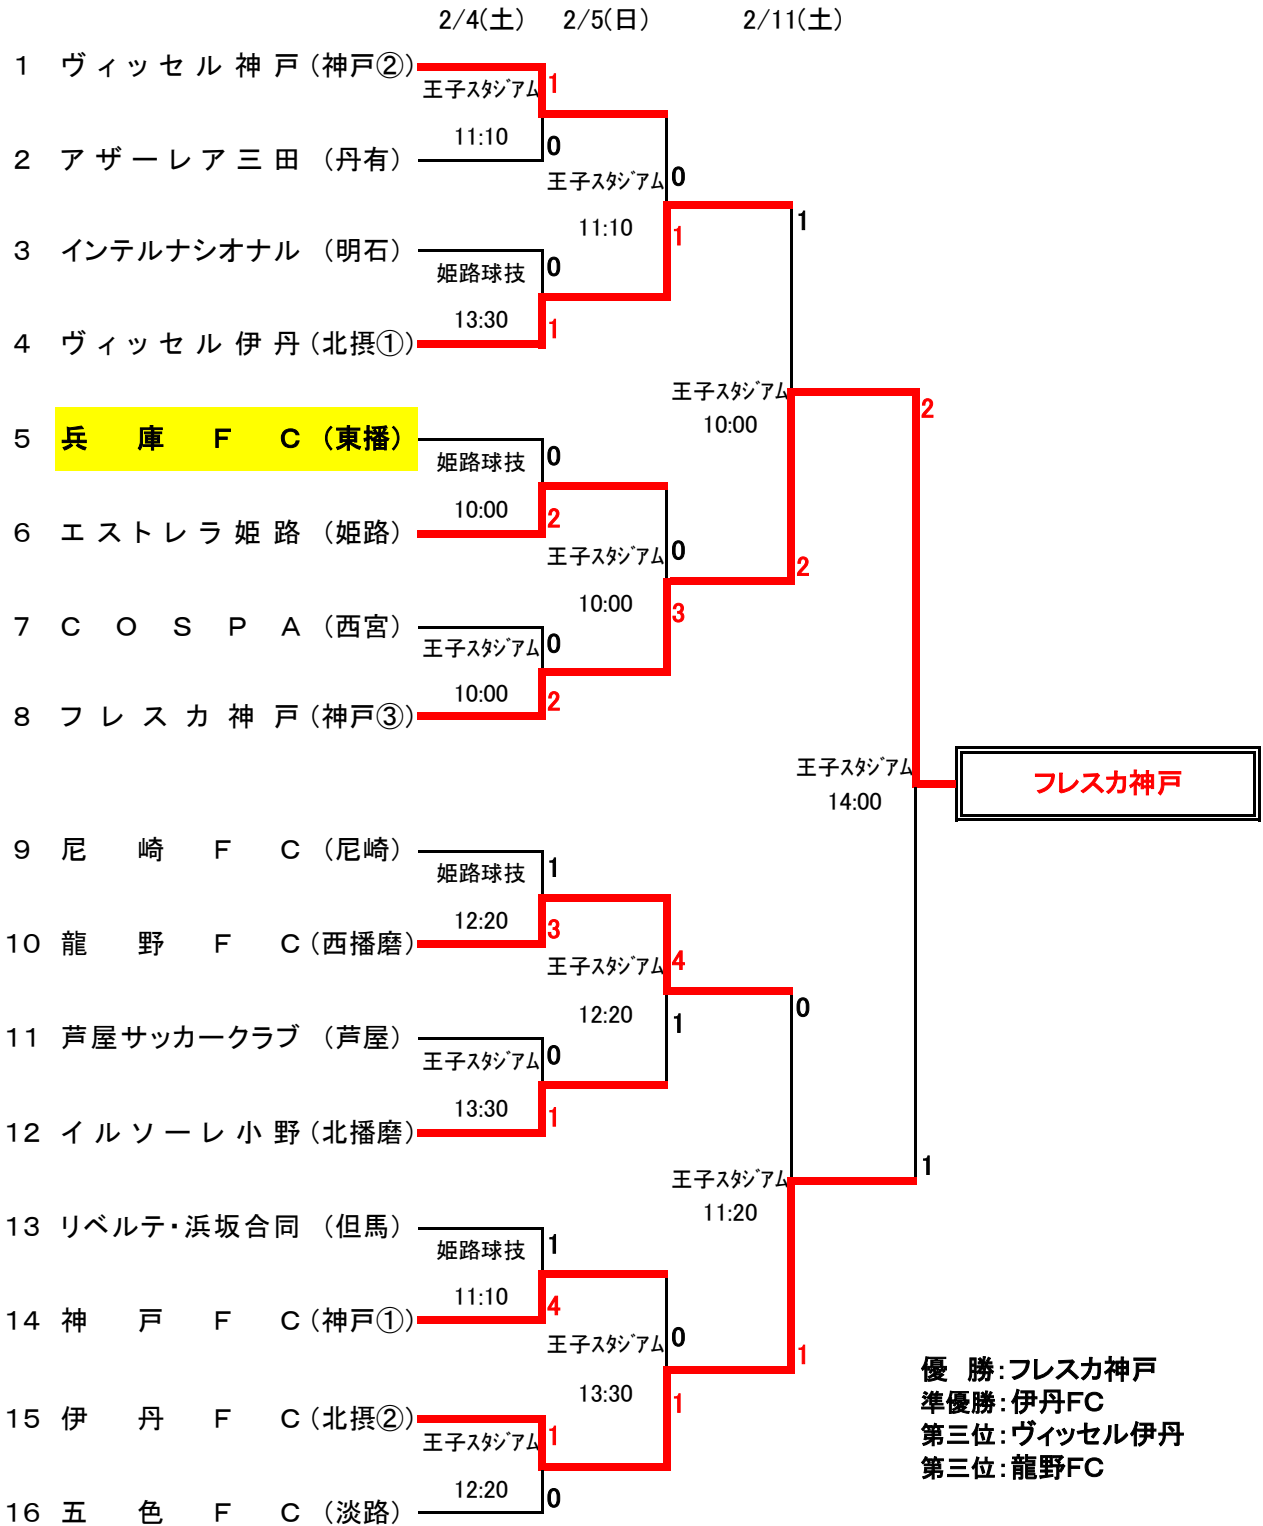 2/4(土) 2/5(日) 2/11(土)
1 ヴィッセル神戸(神戸②)
1
王子スタジアム
11:10
0
2 アザーレア三田(丹有)
王子スタジアム
0
11:10
1
1
3 インテルナシオナル(明石)
0
姫路球技
13:30
1
4 ヴィッセル伊丹(北摂①)
王子スタジアム
10:00
2
5 兵庫FC(東播)
0
姫路球技
10:00
2
6 エストレラ姫路(姫路)
王子スタジアム
0
10:00
3
2
7 COSPA(西宮)
0
王子スタジアム
10:00
2
8 フレスカ神戸(神戸③)
王子スタジアム
14:00
フレスカ神戸
9 尼崎FC(尼崎)
1
姫路球技
12:20
3
10 龍野FC(西播磨)
王子スタジアム
4
12:20
1
0
11 芦屋サッカークラブ(芦屋)
0
王子スタジアム
13:30
1
12 イルソーレ小野(北播磨)
王子スタジアム
11:20
1
13 リベルテ・浜坂合同(但馬)
1
姫路球技
11:10
4
14 神戸FC(神戸①)
王子スタジアム
0
13:30
1
1
15 伊丹FC(北摂②)
1
王子スタジアム
12:20
0
16 五色FC(淡路)
優 勝:フレスカ神戸
準優勝:伊丹FC
第三位:ヴィッセル伊丹
第三位:龍野FC